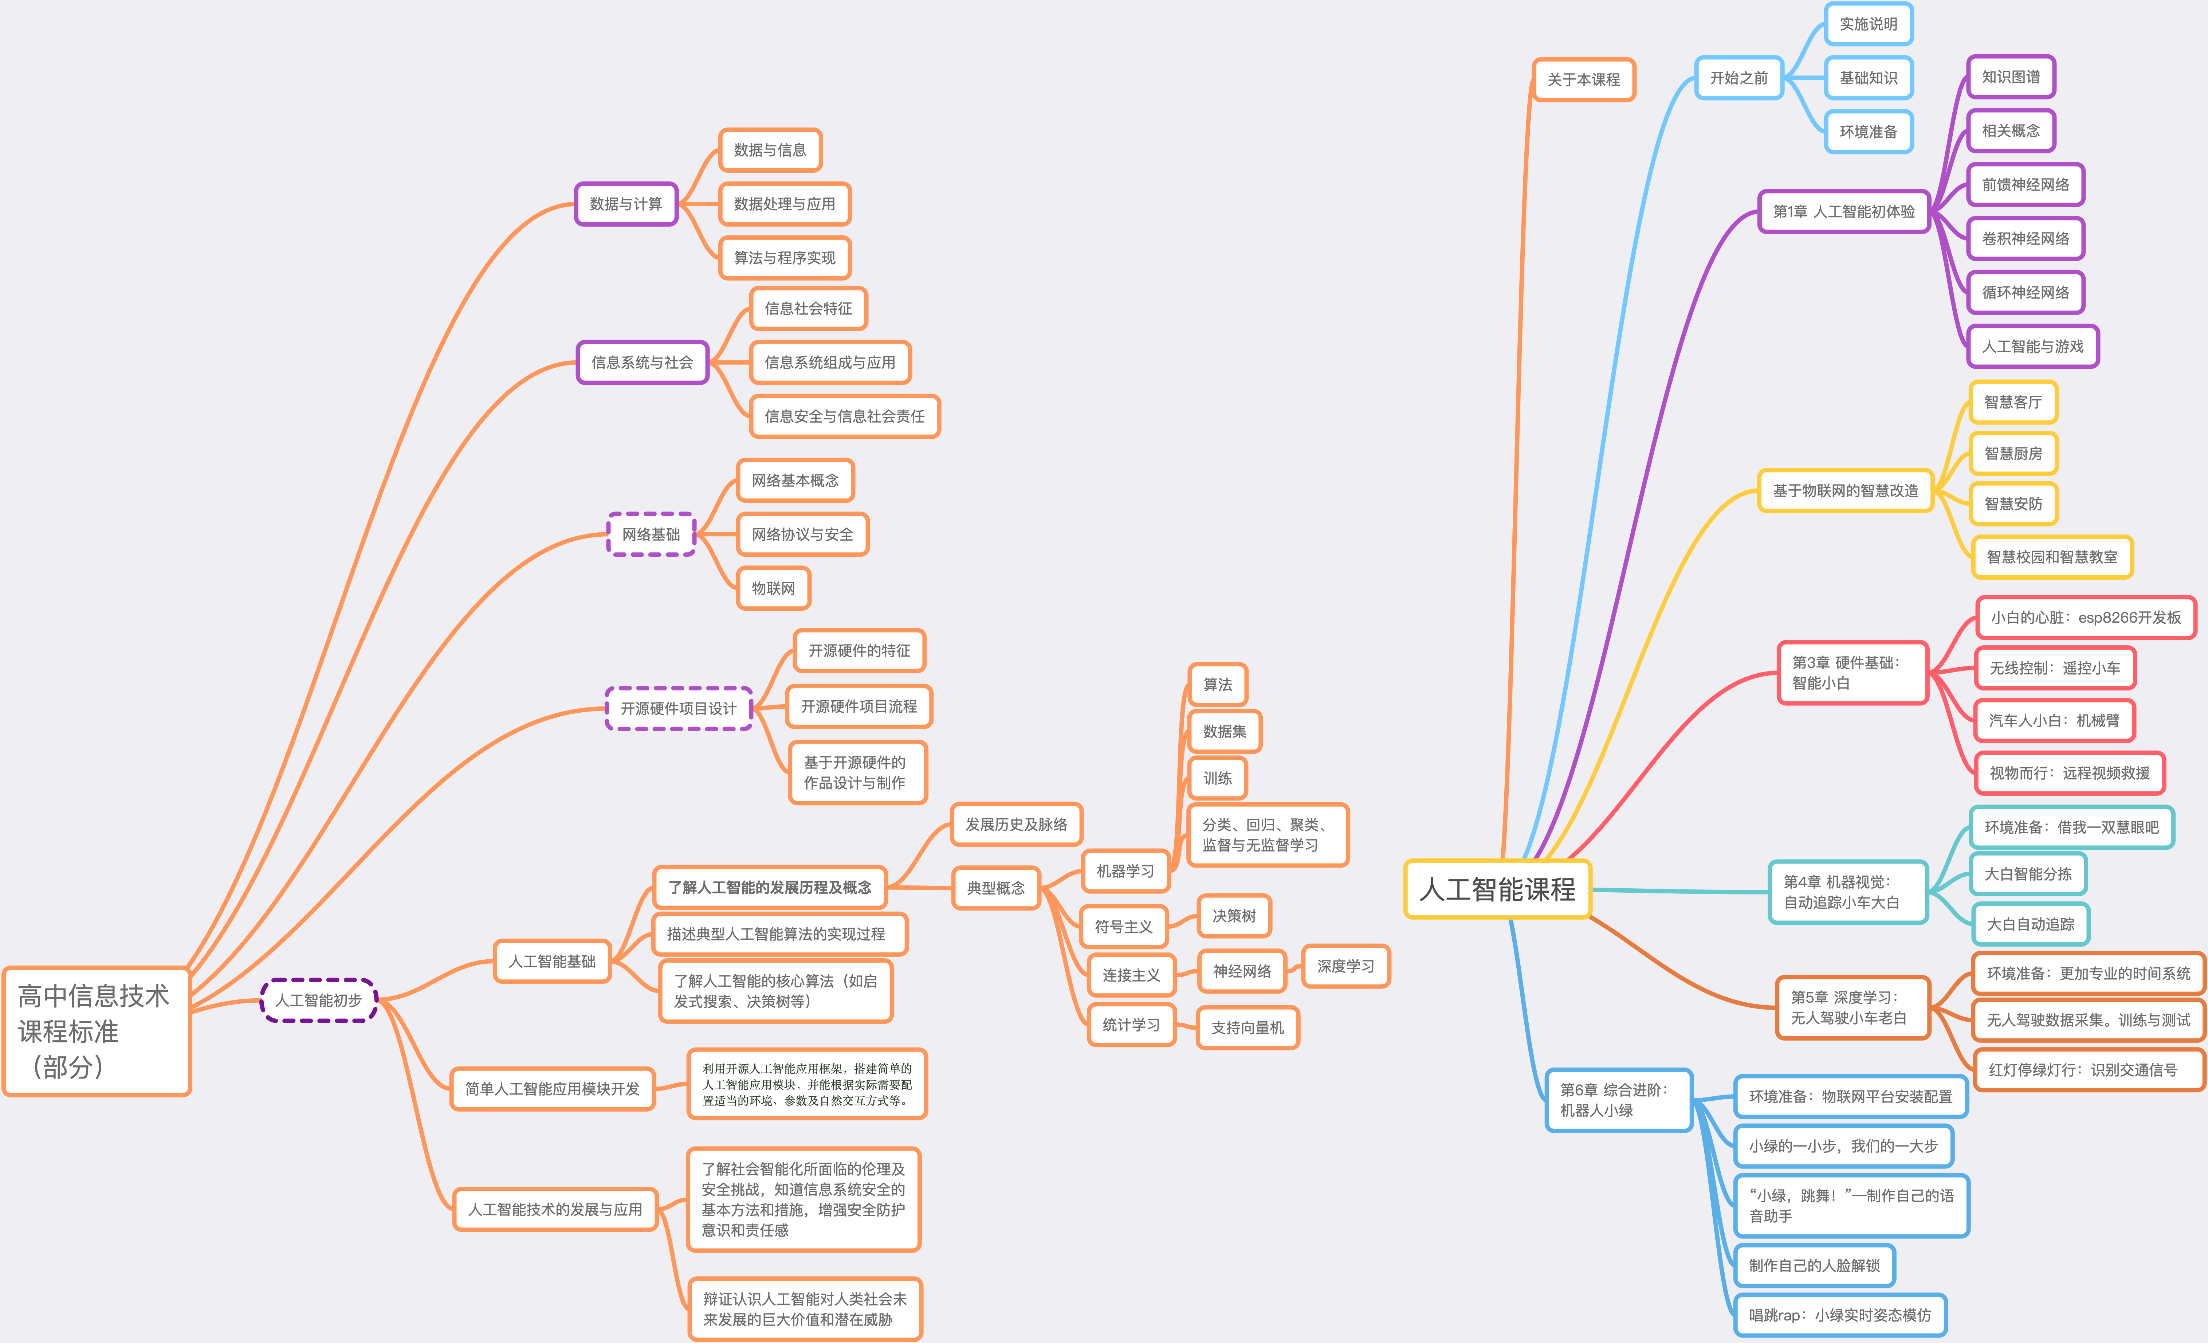 高中信息技术
课程标准
（部分）
数据与计算
数据与信息
数据处理与应用
算法与程序实现
信息系统与社会
信息社会特征
信息系统组成与应用
信息安全与信息社会责任
网络基础
网络基本概念
网络协议与安全
物联网
开源硬件项目设计
开源硬件的特征
开源硬件项目流程
基于开源硬件的
作品设计与制作
人工智能初步
人工智能基础
了解人工智能的发展历程及概念
发展历史及脉络
典型概念
机器学习
算法
数据集
训练
分类、回归、聚类、
监督与无监督学习
符号主义
决策树
连接主义
神经网络
深度学习
统计学习
支持向量机
描述典型人工智能算法的实现过程
了解人工智能的核心算法（如启
发式搜索、决策树等）
简单人工智能应用模块开发
利用开源人工智能应用框架，搭建简单的
人工智能应用模块，并能根据实际需要配
置适当的环境、参数及自然交互方式等。
人工智能技术的发展与应用
了解社会智能化所面临的伦理及
安全挑战，知道信息系统安全的
基本方法和措施，增强安全防护
意识和责任感
辩证认识人工智能对人类社会未
来发展的巨大价值和潜在威胁
人工智能课程
关于本课程
开始之前
实施说明
基础知识
环境准备
第1章 人工智能初体验
知识图谱
相关概念
前馈神经网络
卷积神经网络
循环神经网络
人工智能与游戏
基于物联网的智慧改造
智慧客厅
智慧厨房
智慧安防
智慧校园和智慧教室
第3章 硬件基础：
智能小白
小白的心脏：esp8266开发板
无线控制：遥控小车
汽车人小白：机械臂
视物而行：远程视频救援
第4章 机器视觉：
自动追踪小车大白
环境准备：借我一双慧眼吧
大白智能分拣
大白自动追踪
第5章 深度学习：
无人驾驶小车老白
环境准备：更加专业的时间系统
无人驾驶数据采集。训练与测试
红灯停绿灯行：识别交通信号
第6章 综合进阶：
机器人小绿
环境准备：物联网平台安装配置
小绿的一小步，我们的一大步
“小绿，跳舞！”—制作自己的语
音助手
制作自己的人脸解锁
唱跳rap：小绿实时姿态模仿